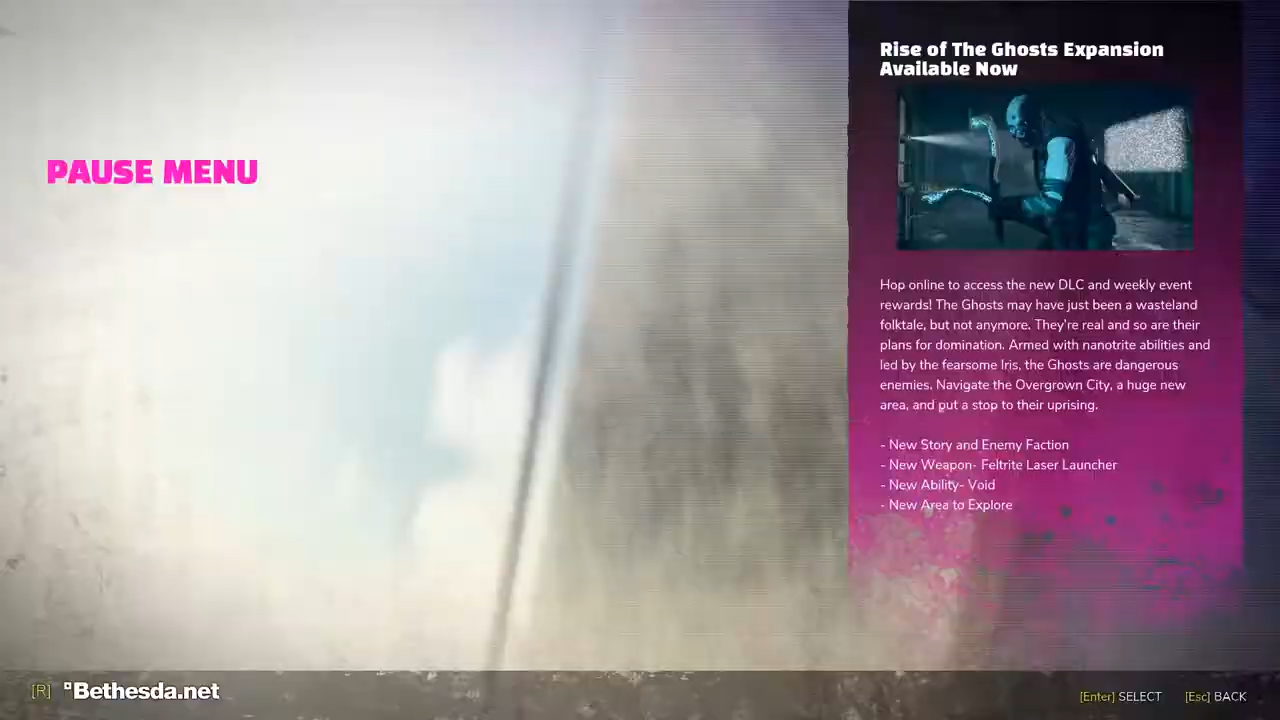 Rise of The Ghosts Expansion
Available Now
PAUSE MENU
Hop online to access the new DLC and weekly event
rewards! The Ghosts may have just been a wasteland
folktale, but not anymore. They're real and so are their
plans for domination. Armed with nanotrite abilities and
led by the fearsome Iris, the Ghosts are dangerous
enemies. Navigate the Overgrown City, a huge new
area, and put a stop to their uprising.
- New Story and Enemy Faction
- New Weapon- Feltrite Laser Launcher
- New Ability- Void
- New Area to Explore
[R] Bethesda.net
[Enter] SELECT [Esc] BACK